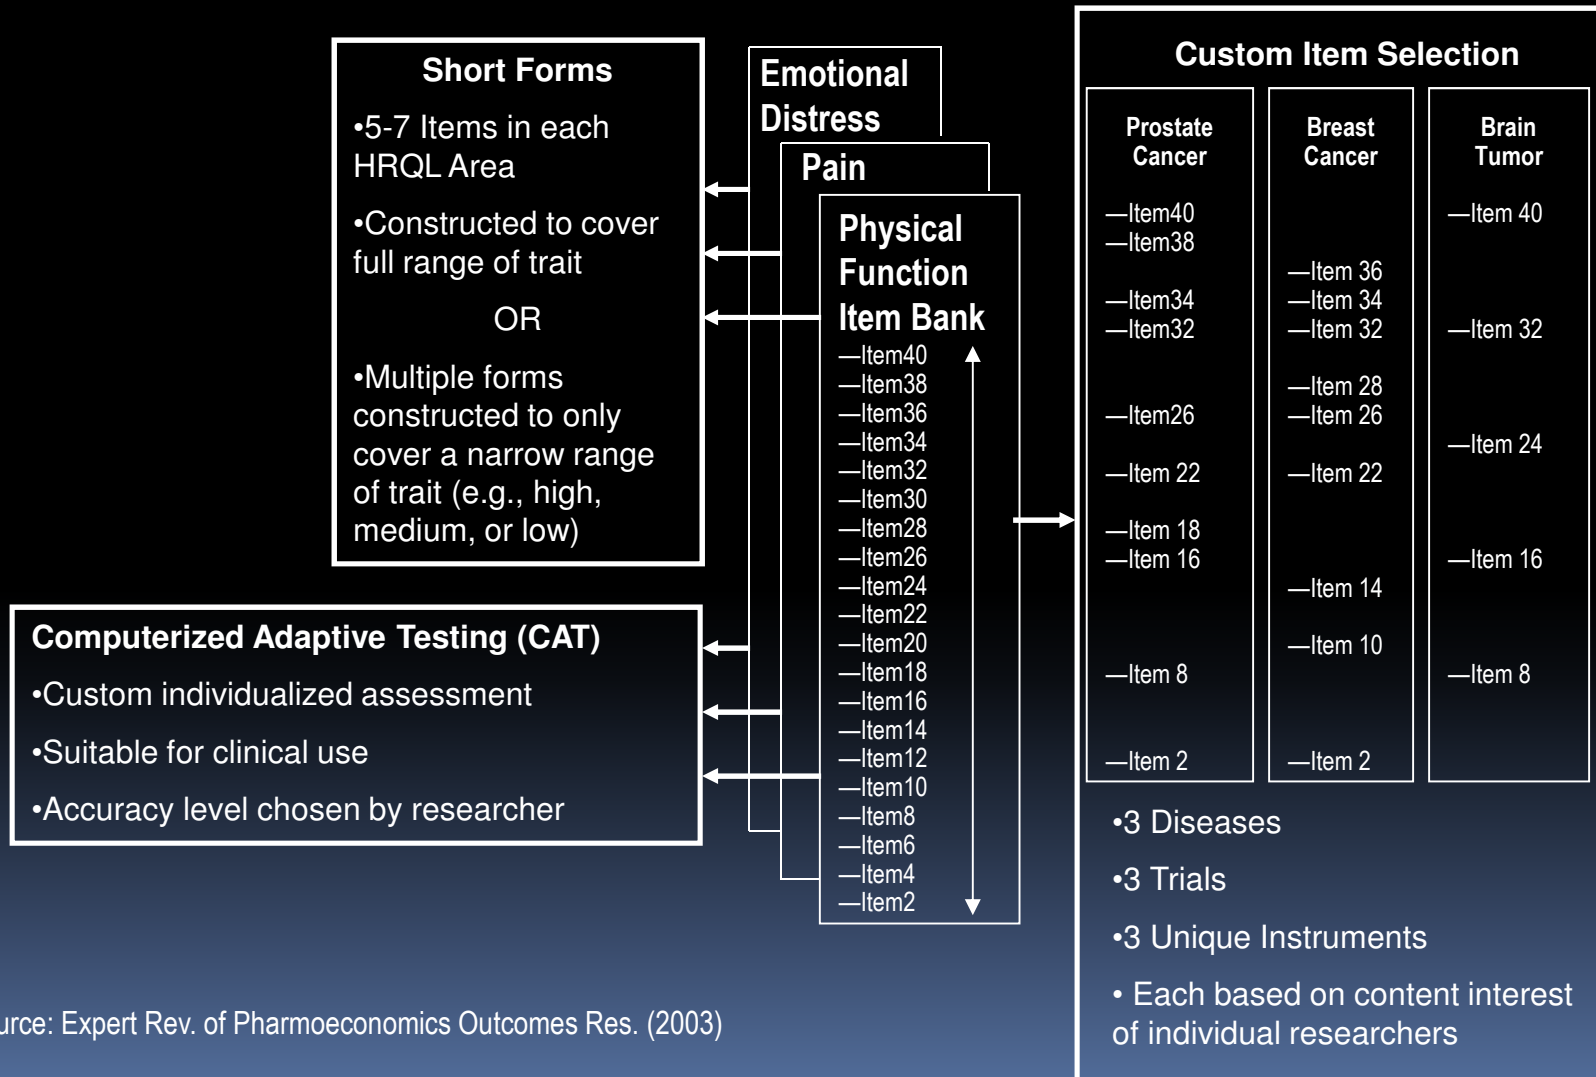 Short Forms
•5-7 Items in each
HRQL Area
•Constructed to cover
full range of trait
OR
•Multiple forms
constructed to only
cover a narrow range
of trait (e.g., high,
medium, or low)
Computerized Adaptive Testing (CAT)
•Custom individualized assessment
•Suitable for clinical use
•Accuracy level chosen by researcher
Emotional
Distress
Pain
Physical
Function
Item Bank
—Item40
—Item38
—Item36
—Item34
—Item32
—Item30
—Item28
—Item26
—Item24
—Item22
—Item20
—Item18
—Item16
—Item14
—Item12
—Item10
—Item8
—Item6
—Item4
—Item2
Custom Item Selection
Prostate
Cancer
—Item40
—Item38
—Item34
—Item32
—Item26
—Item 22
—Item 18
—Item 16
—Item 8
—Item 2
Breast
Cancer
—Item 36
—Item 34
—Item 32
—Item 28
—Item 26
—Item 22
—Item 14
—Item 10
—Item 2
Brain
Tumor
—Item 40
—Item 32
—Item 24
—Item 16
—Item 8
•3 Diseases
•3 Trials
•3 Unique Instruments
• Each based on content interest
of individual researchers
urce: Expert Rev. of Pharmoeconomics Outcomes Res. (2003)